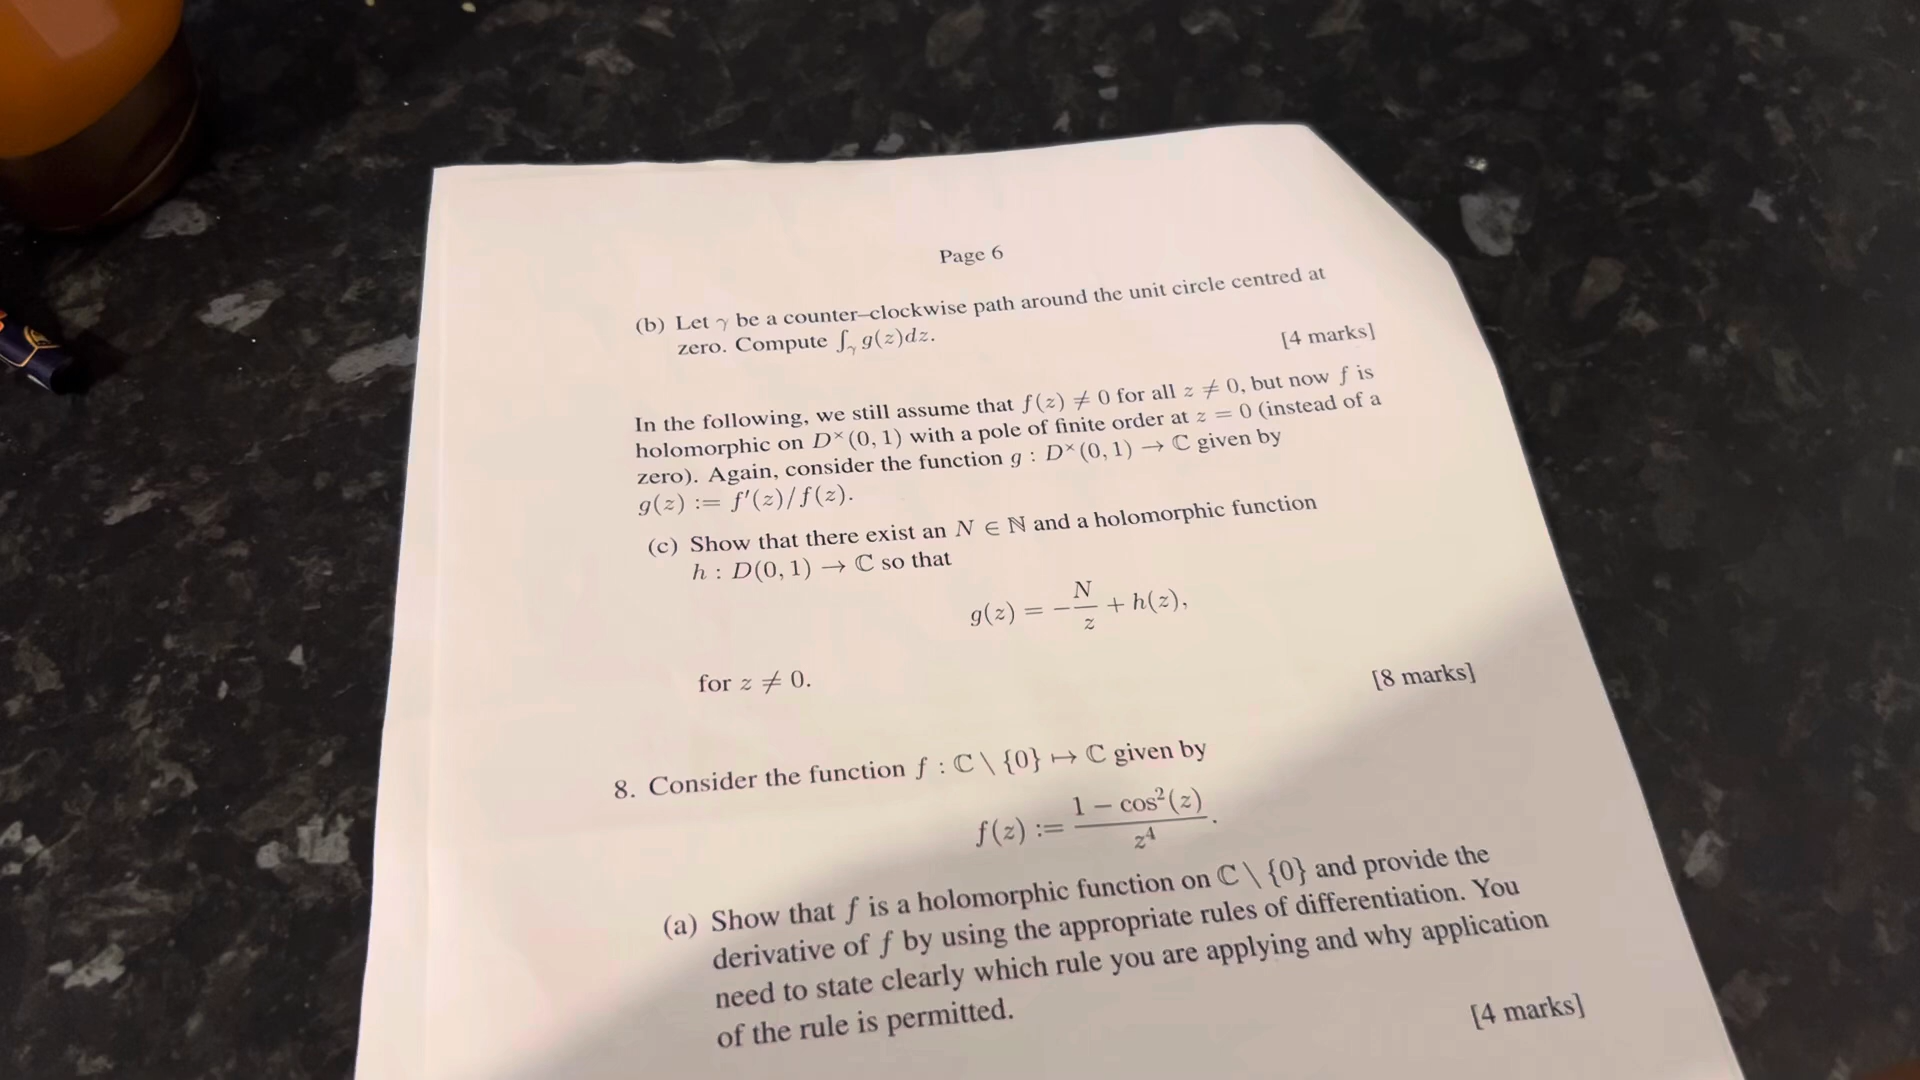 Page 6
(b) Let γ be a counter–clockwise path around the unit circle centred at
zero. Compute ∫_γ g(z)dz.
[4 marks]
In the following, we still assume that f(z) ≠ 0 for all z ≠ 0, but now f is
holomorphic on D^×(0, 1) with a pole of finite order at z = 0 (instead of a
zero). Again, consider the function g : D^×(0, 1) → ℂ given by
g(z) := f′(z)/f(z).
(c) Show that there exist an N ∈ ℕ and a holomorphic function
h : D(0, 1) → ℂ so that
g(z) = −N/z + h(z),
for z ≠ 0.
[8 marks]
8. Consider the function f : ℂ \ {0} ↦ ℂ given by
f(z) := (1 − cos²(z))/z⁴.
(a) Show that f is a holomorphic function on ℂ \ {0} and provide the
derivative of f by using the appropriate rules of differentiation. You
need to state clearly which rule you are applying and why application
of the rule is permitted.
[4 marks]